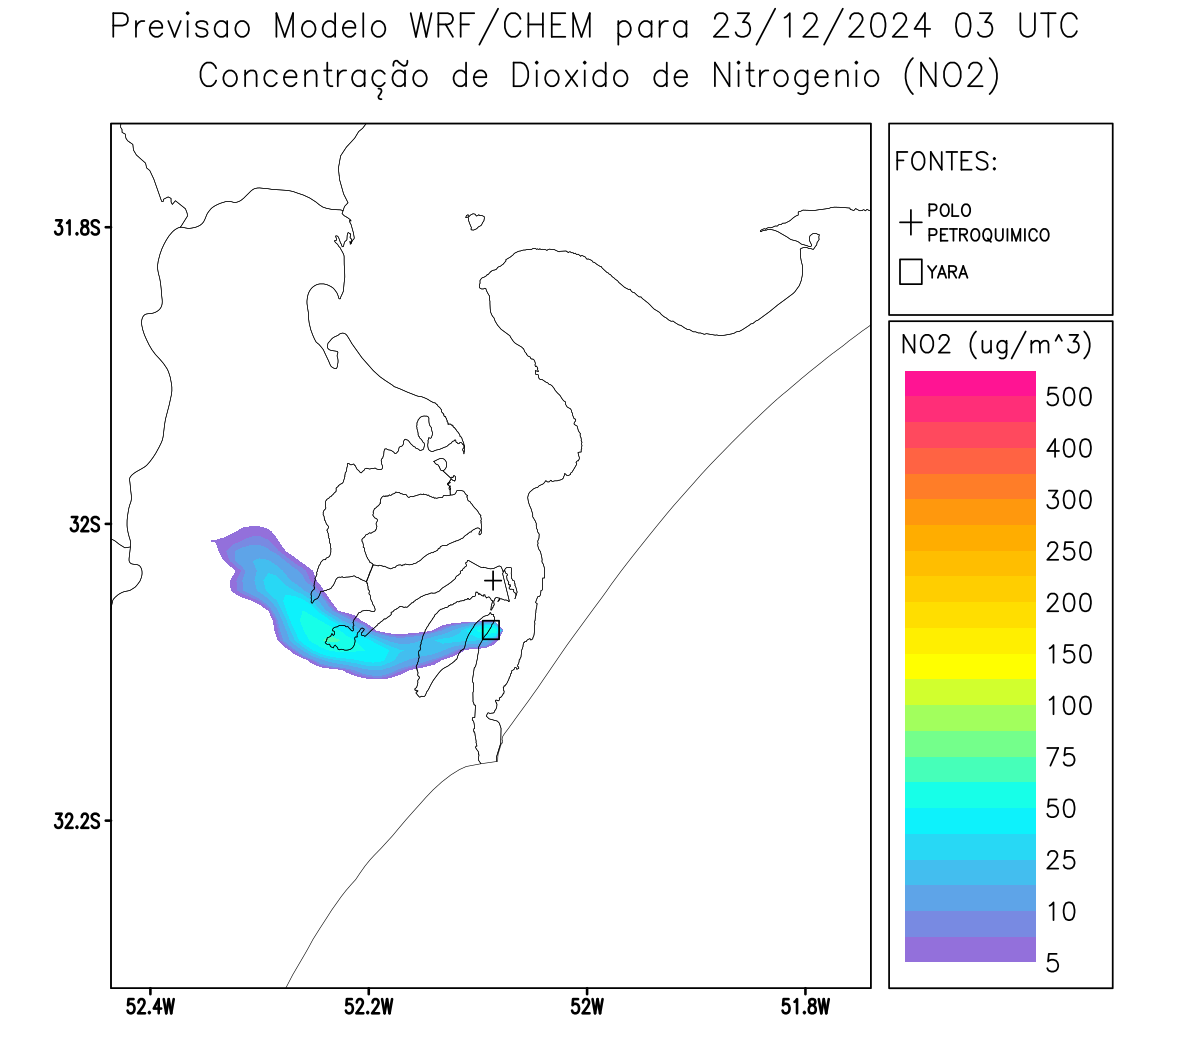 Previsao Modelo WRF/CHEM para 23/12/2024 03 UTC
Concentração de Dioxido de Nitrogenio (NO2)
FONTES:
POLO
PETROQUIMICO
YARA
NO2 (ug/m^3)
500
400
300
250
200
150
100
75
50
25
10
5
31.8S
32S
32.2S
52.4W
52.2W
52W
51.8W